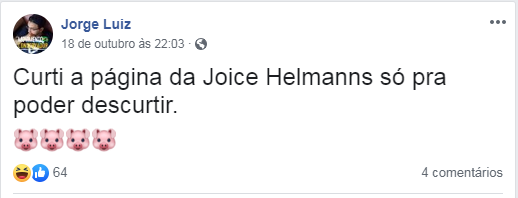 Jorge Luiz
18 de outubro às 22:03 ·
Curti a página da Joice Helmanns só pra
poder descurtir.
🐷🐷🐷🐷
64
4 comentários